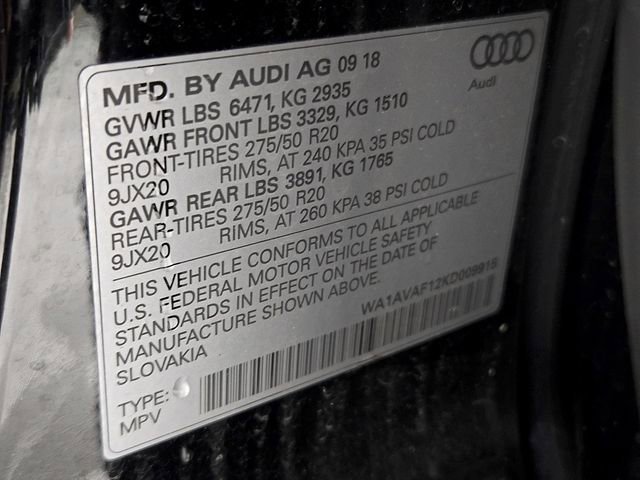 MFD. BY AUDI AG 09 18
Audi
GVWR LBS 6471, KG 2935
GAWR FRONT LBS 3329, KG 1510
FRONT-TIRES 275/50 R20
9JX20 RIMS, AT 240 KPA 35 PSI COLD
GAWR REAR LBS 3891, KG 1765
REAR-TIRES 275/50 R20
9JX20 RIMS, AT 260 KPA 38 PSI COLD
THIS VEHICLE CONFORMS TO ALL APPLICABLE
U.S. FEDERAL MOTOR VEHICLE SAFETY
STANDARDS IN EFFECT ON THE DATE OF
MANUFACTURE SHOWN ABOVE.
SLOVAKIA WA1AVAF12KD009916
TYPE:
MPV